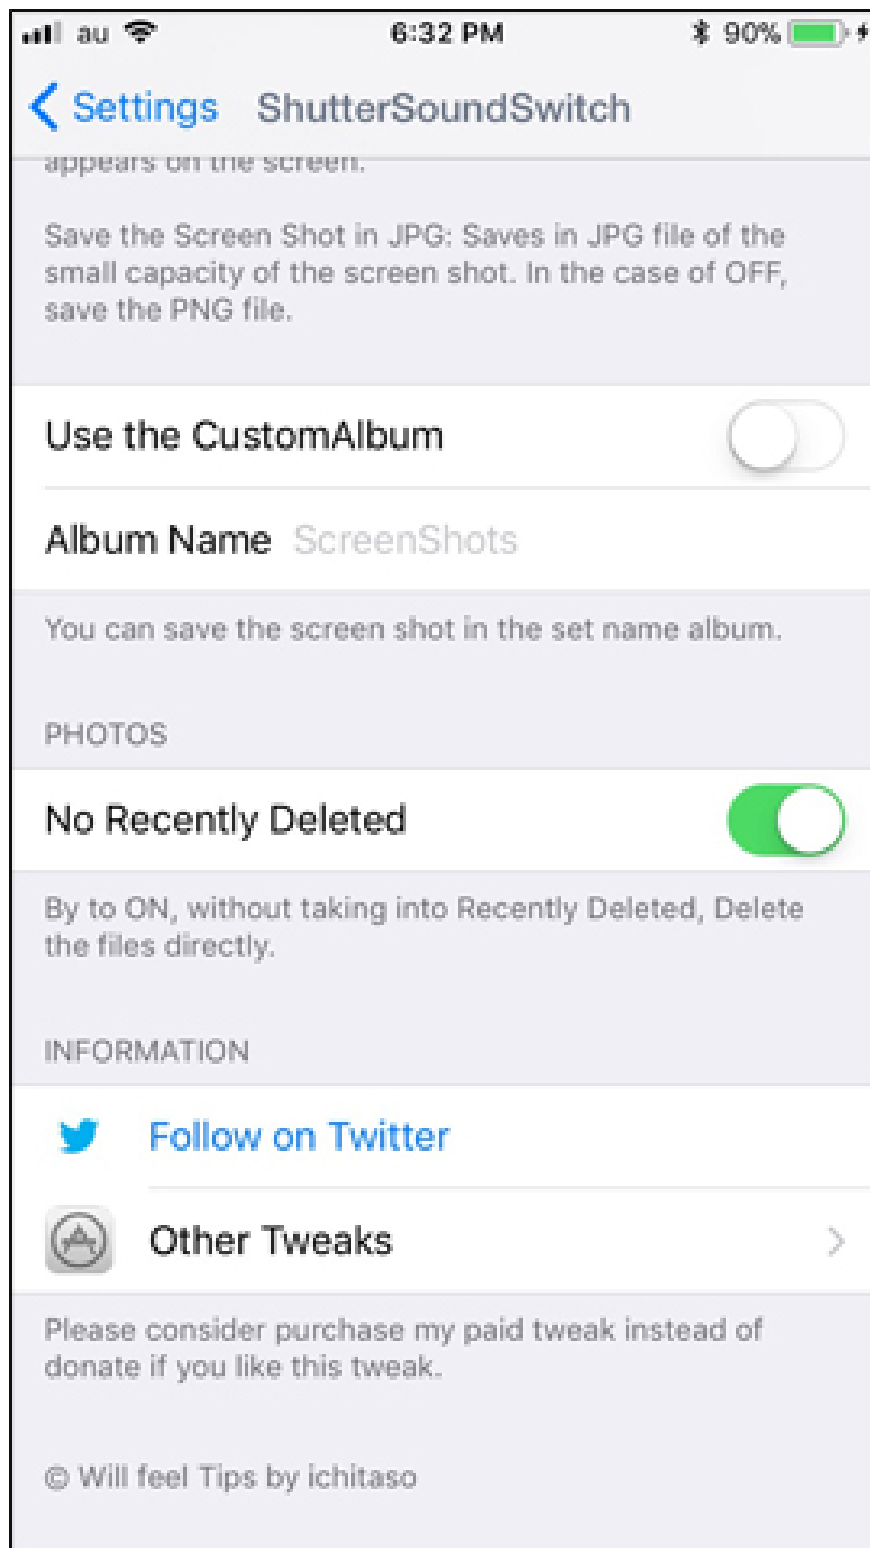 au 6:32 PM 90%
Settings ShutterSoundSwitch
appears on the screen.
Save the Screen Shot in JPG: Saves in JPG file of the
small capacity of the screen shot. In the case of OFF,
save the PNG file.
Use the CustomAlbum
Album Name ScreenShots
You can save the screen shot in the set name album.
PHOTOS
No Recently Deleted
By to ON, without taking into Recently Deleted, Delete
the files directly.
INFORMATION
Follow on Twitter
Other Tweaks
Please consider purchase my paid tweak instead of
donate if you like this tweak.
© Will feel Tips by ichitaso